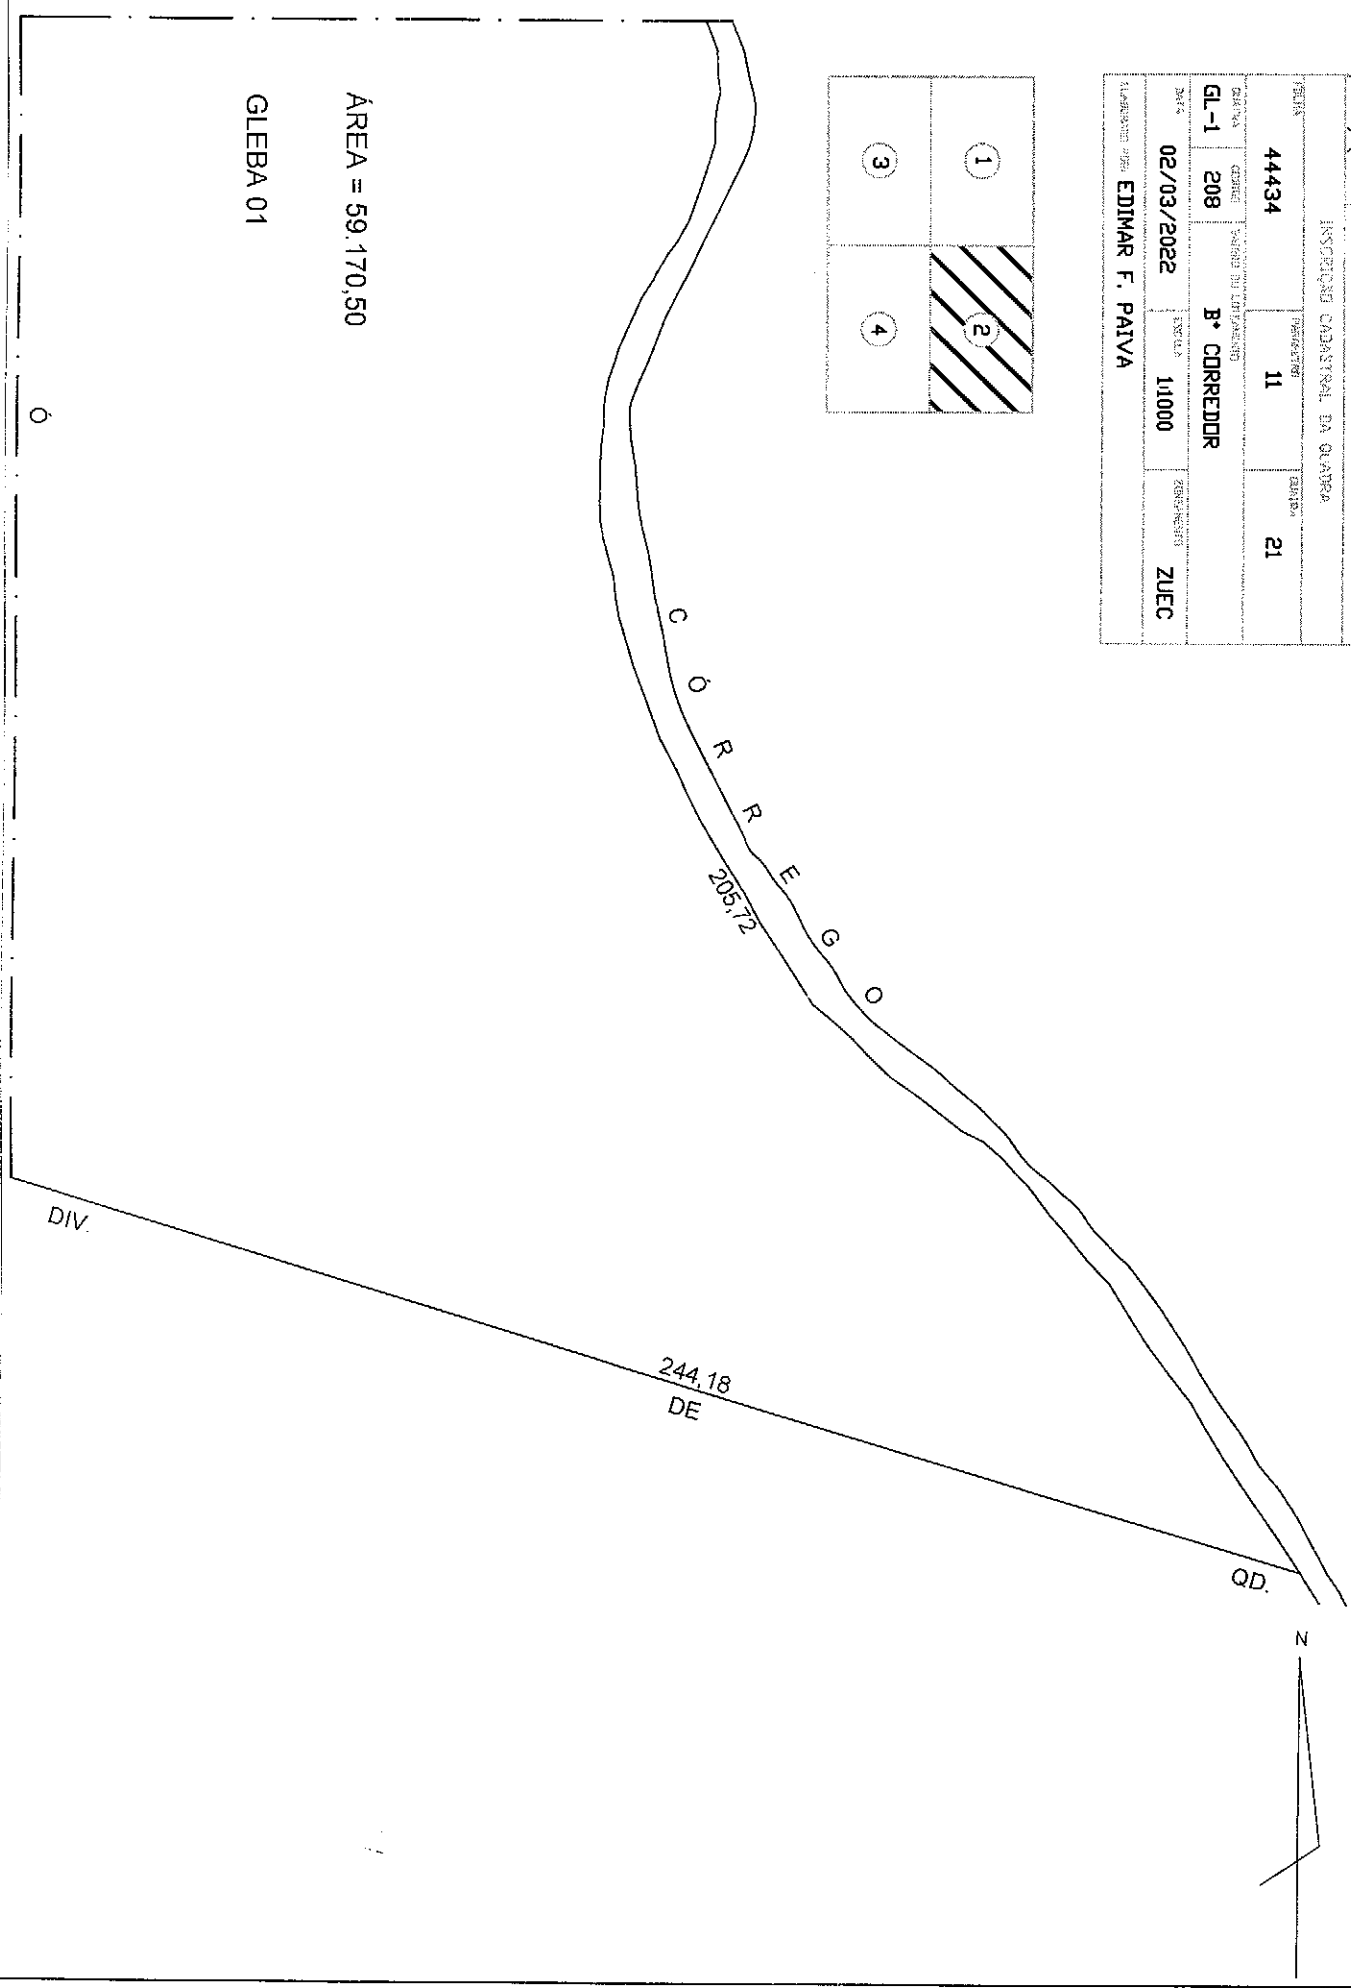 INSCRIÇÃO CADASTRAL DA QUADRA
44434 11 21
GL-1 208 Bº CORREDOR
DATA 02/03/2022 ESCALA 1:1000 ZUEC
EDIMAR F. PAIVA
1 2
3 4
CÓRREGO
205,72
ÁREA = 59.170,50
GLEBA 01
Ó
DIV. DE QD.
244,18
N